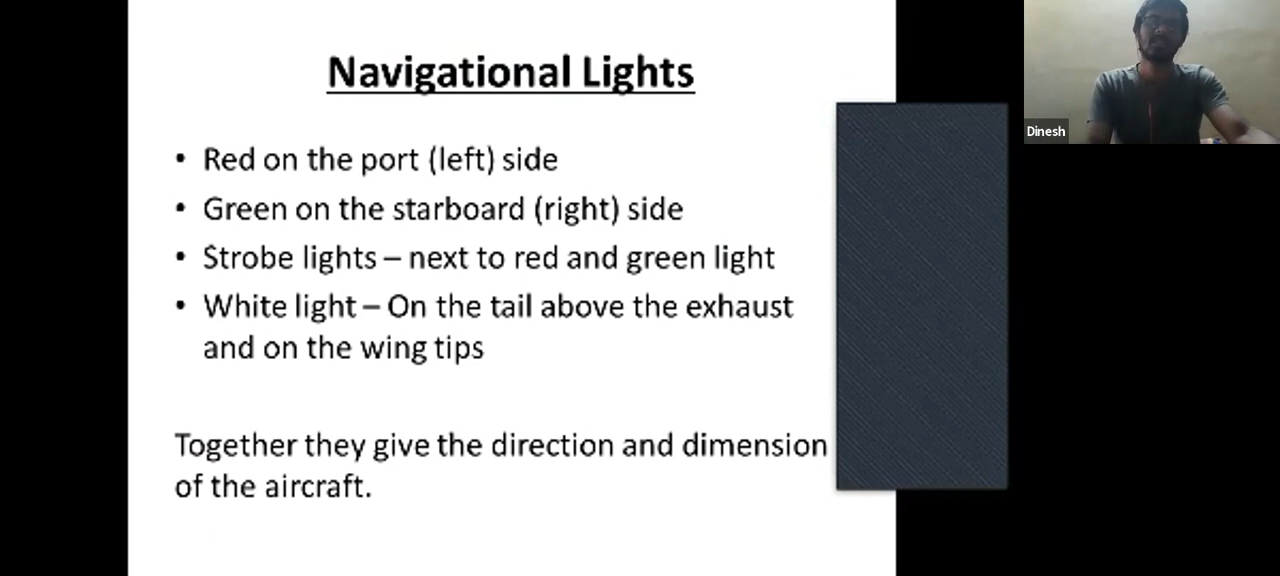 Navigational Lights
• Red on the port (left) side
• Green on the starboard (right) side
• Strobe lights – next to red and green light
• White light – On the tail above the exhaust
and on the wing tips
Together they give the direction and dimension
of the aircraft.
Dinesh